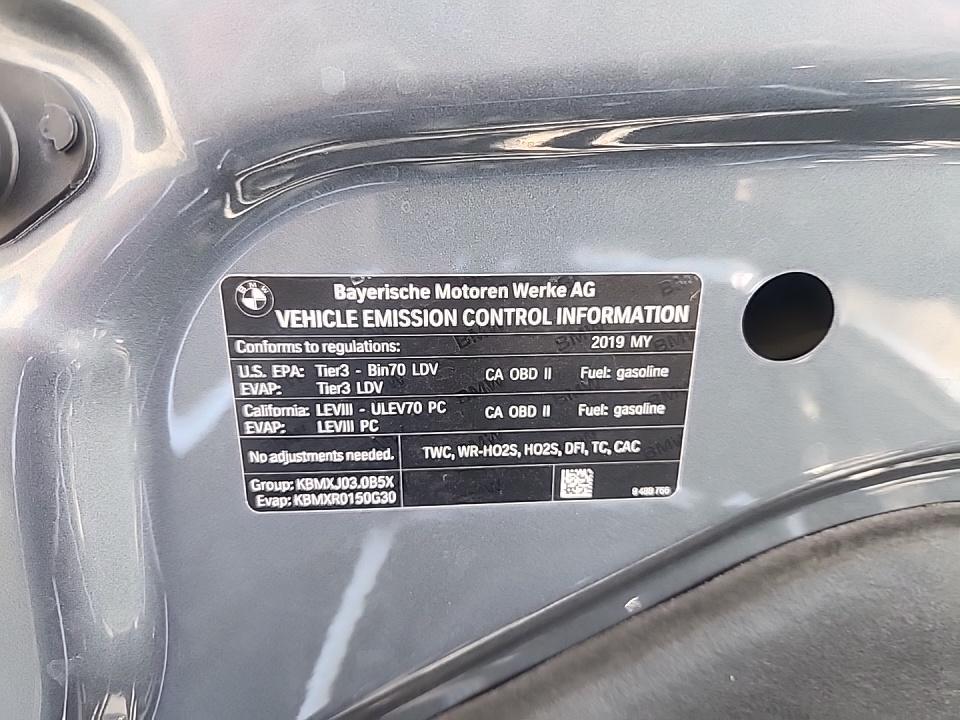 BMW
Bayerische Motoren Werke AG
VEHICLE EMISSION CONTROL INFORMATION
Conforms to regulations: 2019 MY
U.S. EPA: Tier3 - Bin70 LDV CA OBD II Fuel: gasoline
EVAP: Tier3 LDV
California: LEVIII - ULEV70 PC CA OBD II Fuel: gasoline
EVAP: LEVIII PC
No adjustments needed. TWC, WR-HO2S, HO2S, DFI, TC, CAC
Group: KBMXJ03.0B5X
Evap: KBMXR0150G30